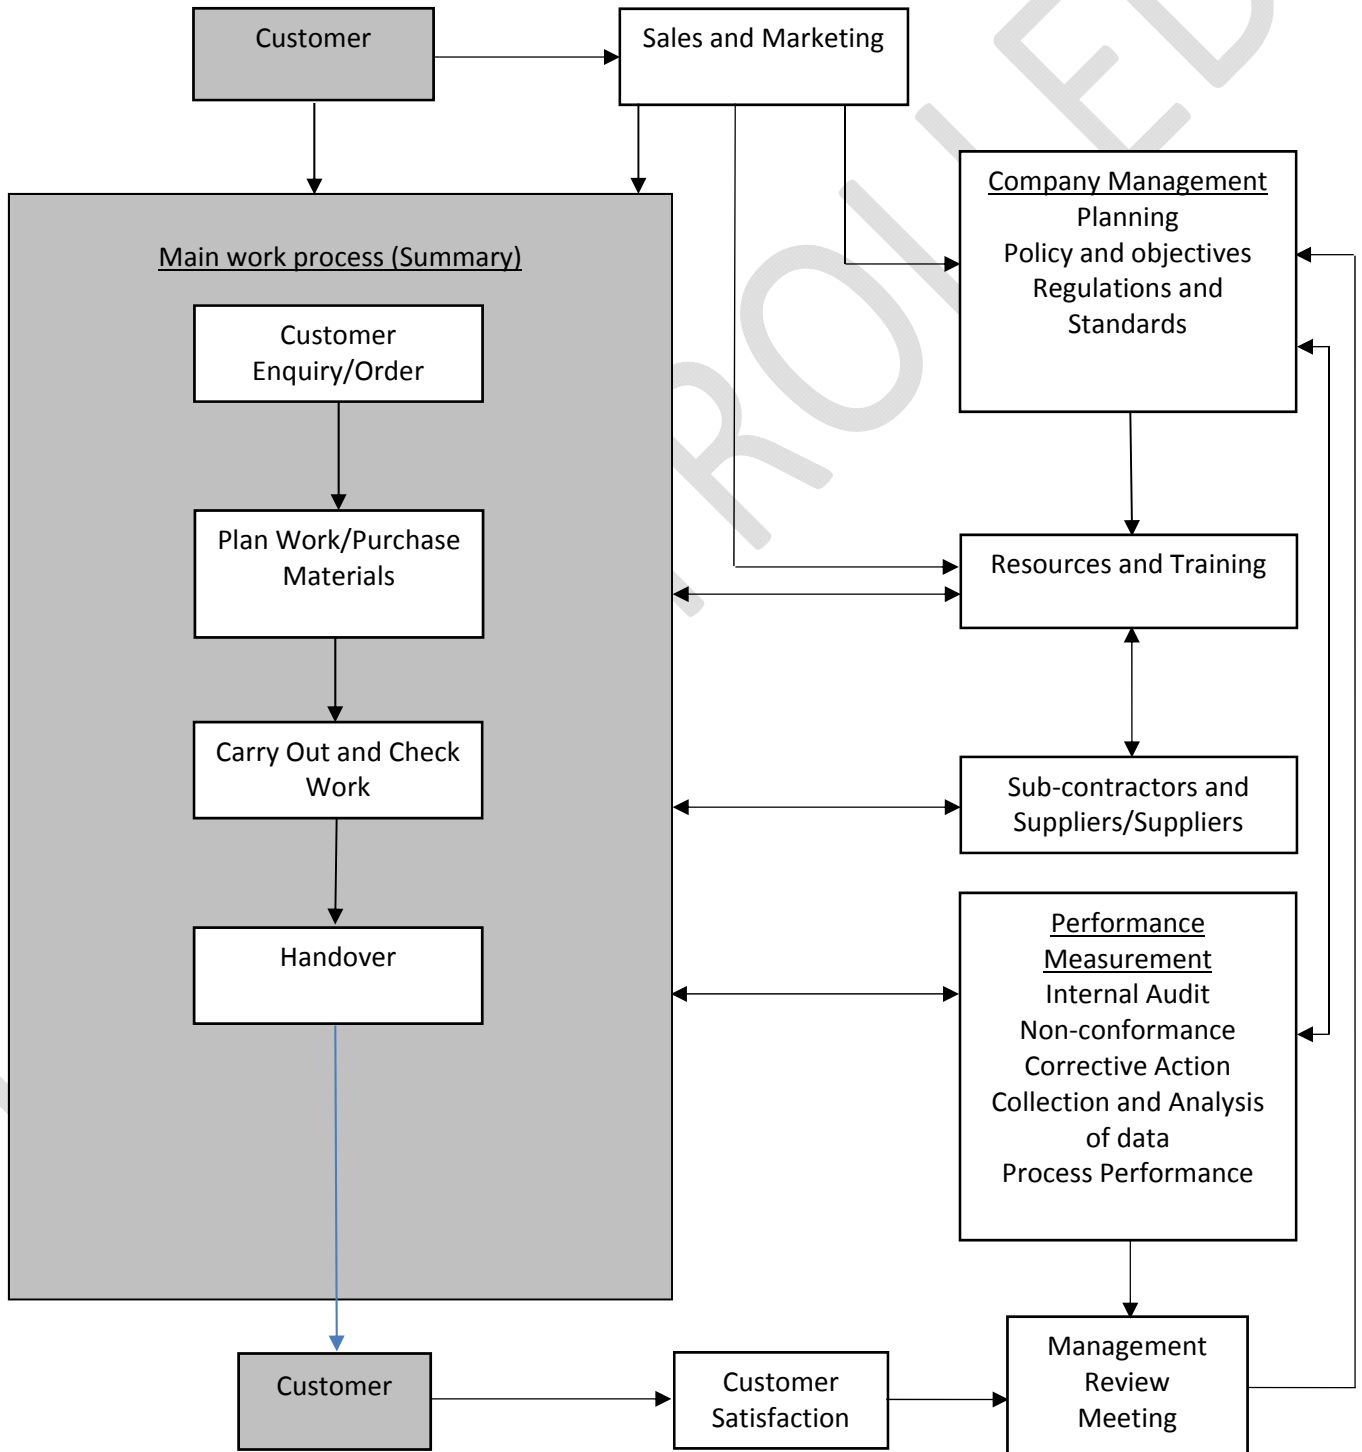 Customer
Sales and Marketing
Company Management
Planning
Policy and objectives
Regulations and
Standards
Main work process (Summary)
Customer
Enquiry/Order
Plan Work/Purchase
Materials
Resources and Training
Carry Out and Check
Work
Sub-contractors and
Suppliers/Suppliers
Handover
Performance
Measurement
Internal Audit
Non-conformance
Corrective Action
Collection and Analysis
of data
Process Performance
Customer
Customer
Satisfaction
Management
Review
Meeting